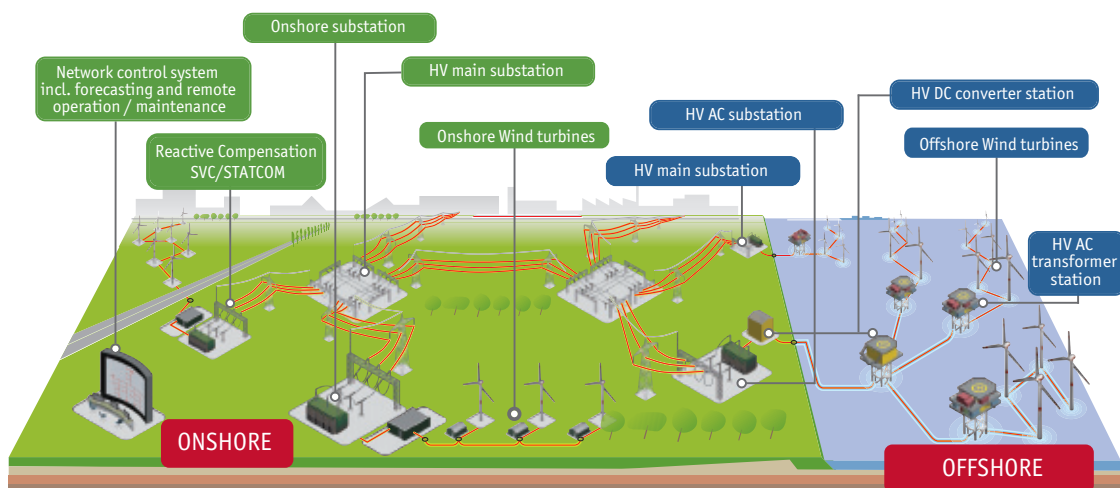 Onshore substation
Network control system
incl. forecasting and remote
operation / maintenance
HV main substation
Reactive Compensation
SVC/STATCOM
Onshore Wind turbines
HV AC substation
HV main substation
HV DC converter station
Offshore Wind turbines
HV AC
transformer
station
ONSHORE
OFFSHORE